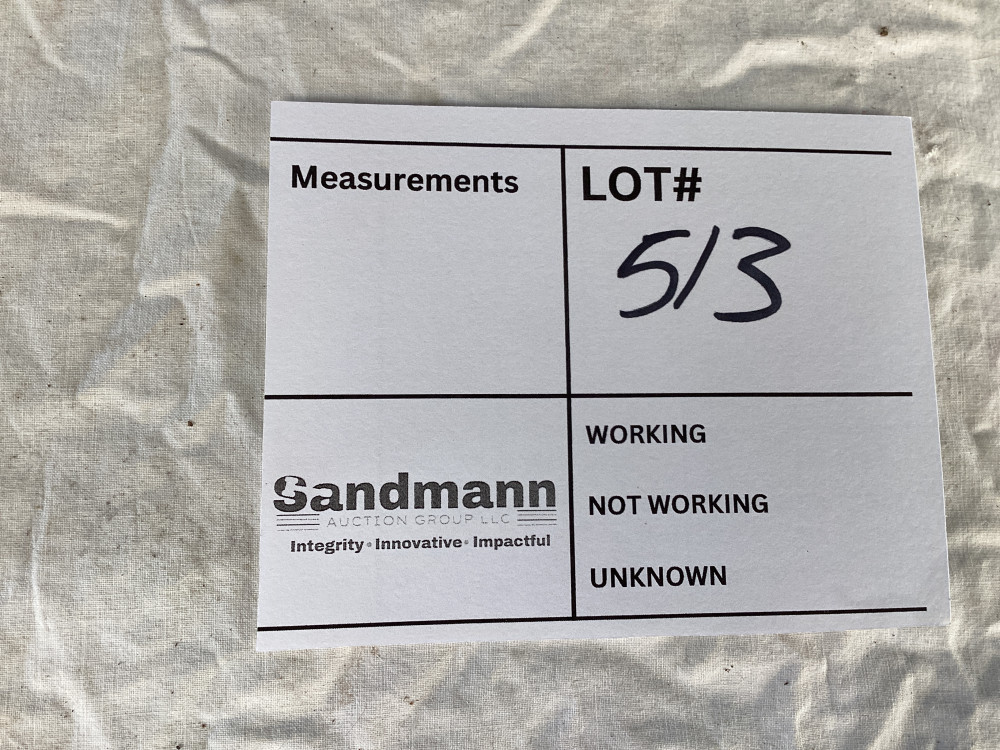 Measurements
LOT#
513
Sandmann
AUCTION GROUP LLC
Integrity • Innovative • Impactful
WORKING
NOT WORKING
UNKNOWN